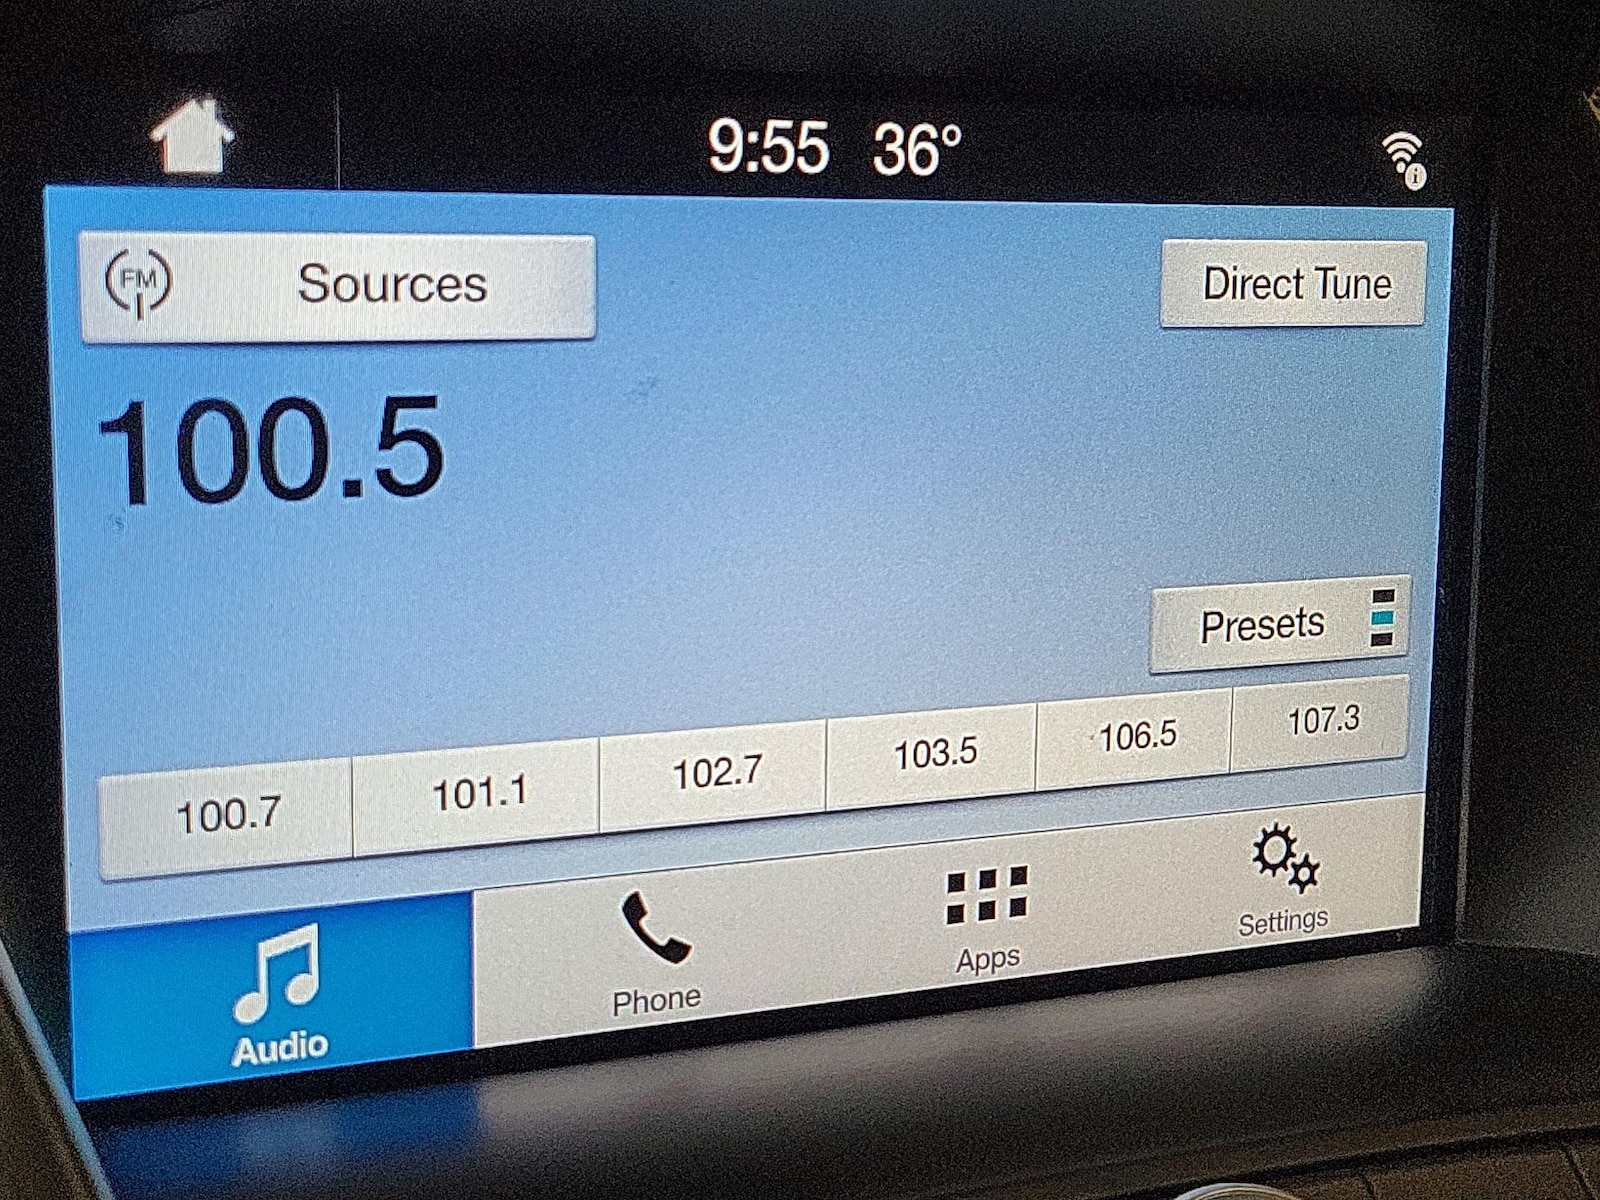 9:55 36°
FM Sources
Direct Tune
100.5
Presets
100.7 101.1 102.7 103.5 106.5 107.3
Audio Phone Apps Settings